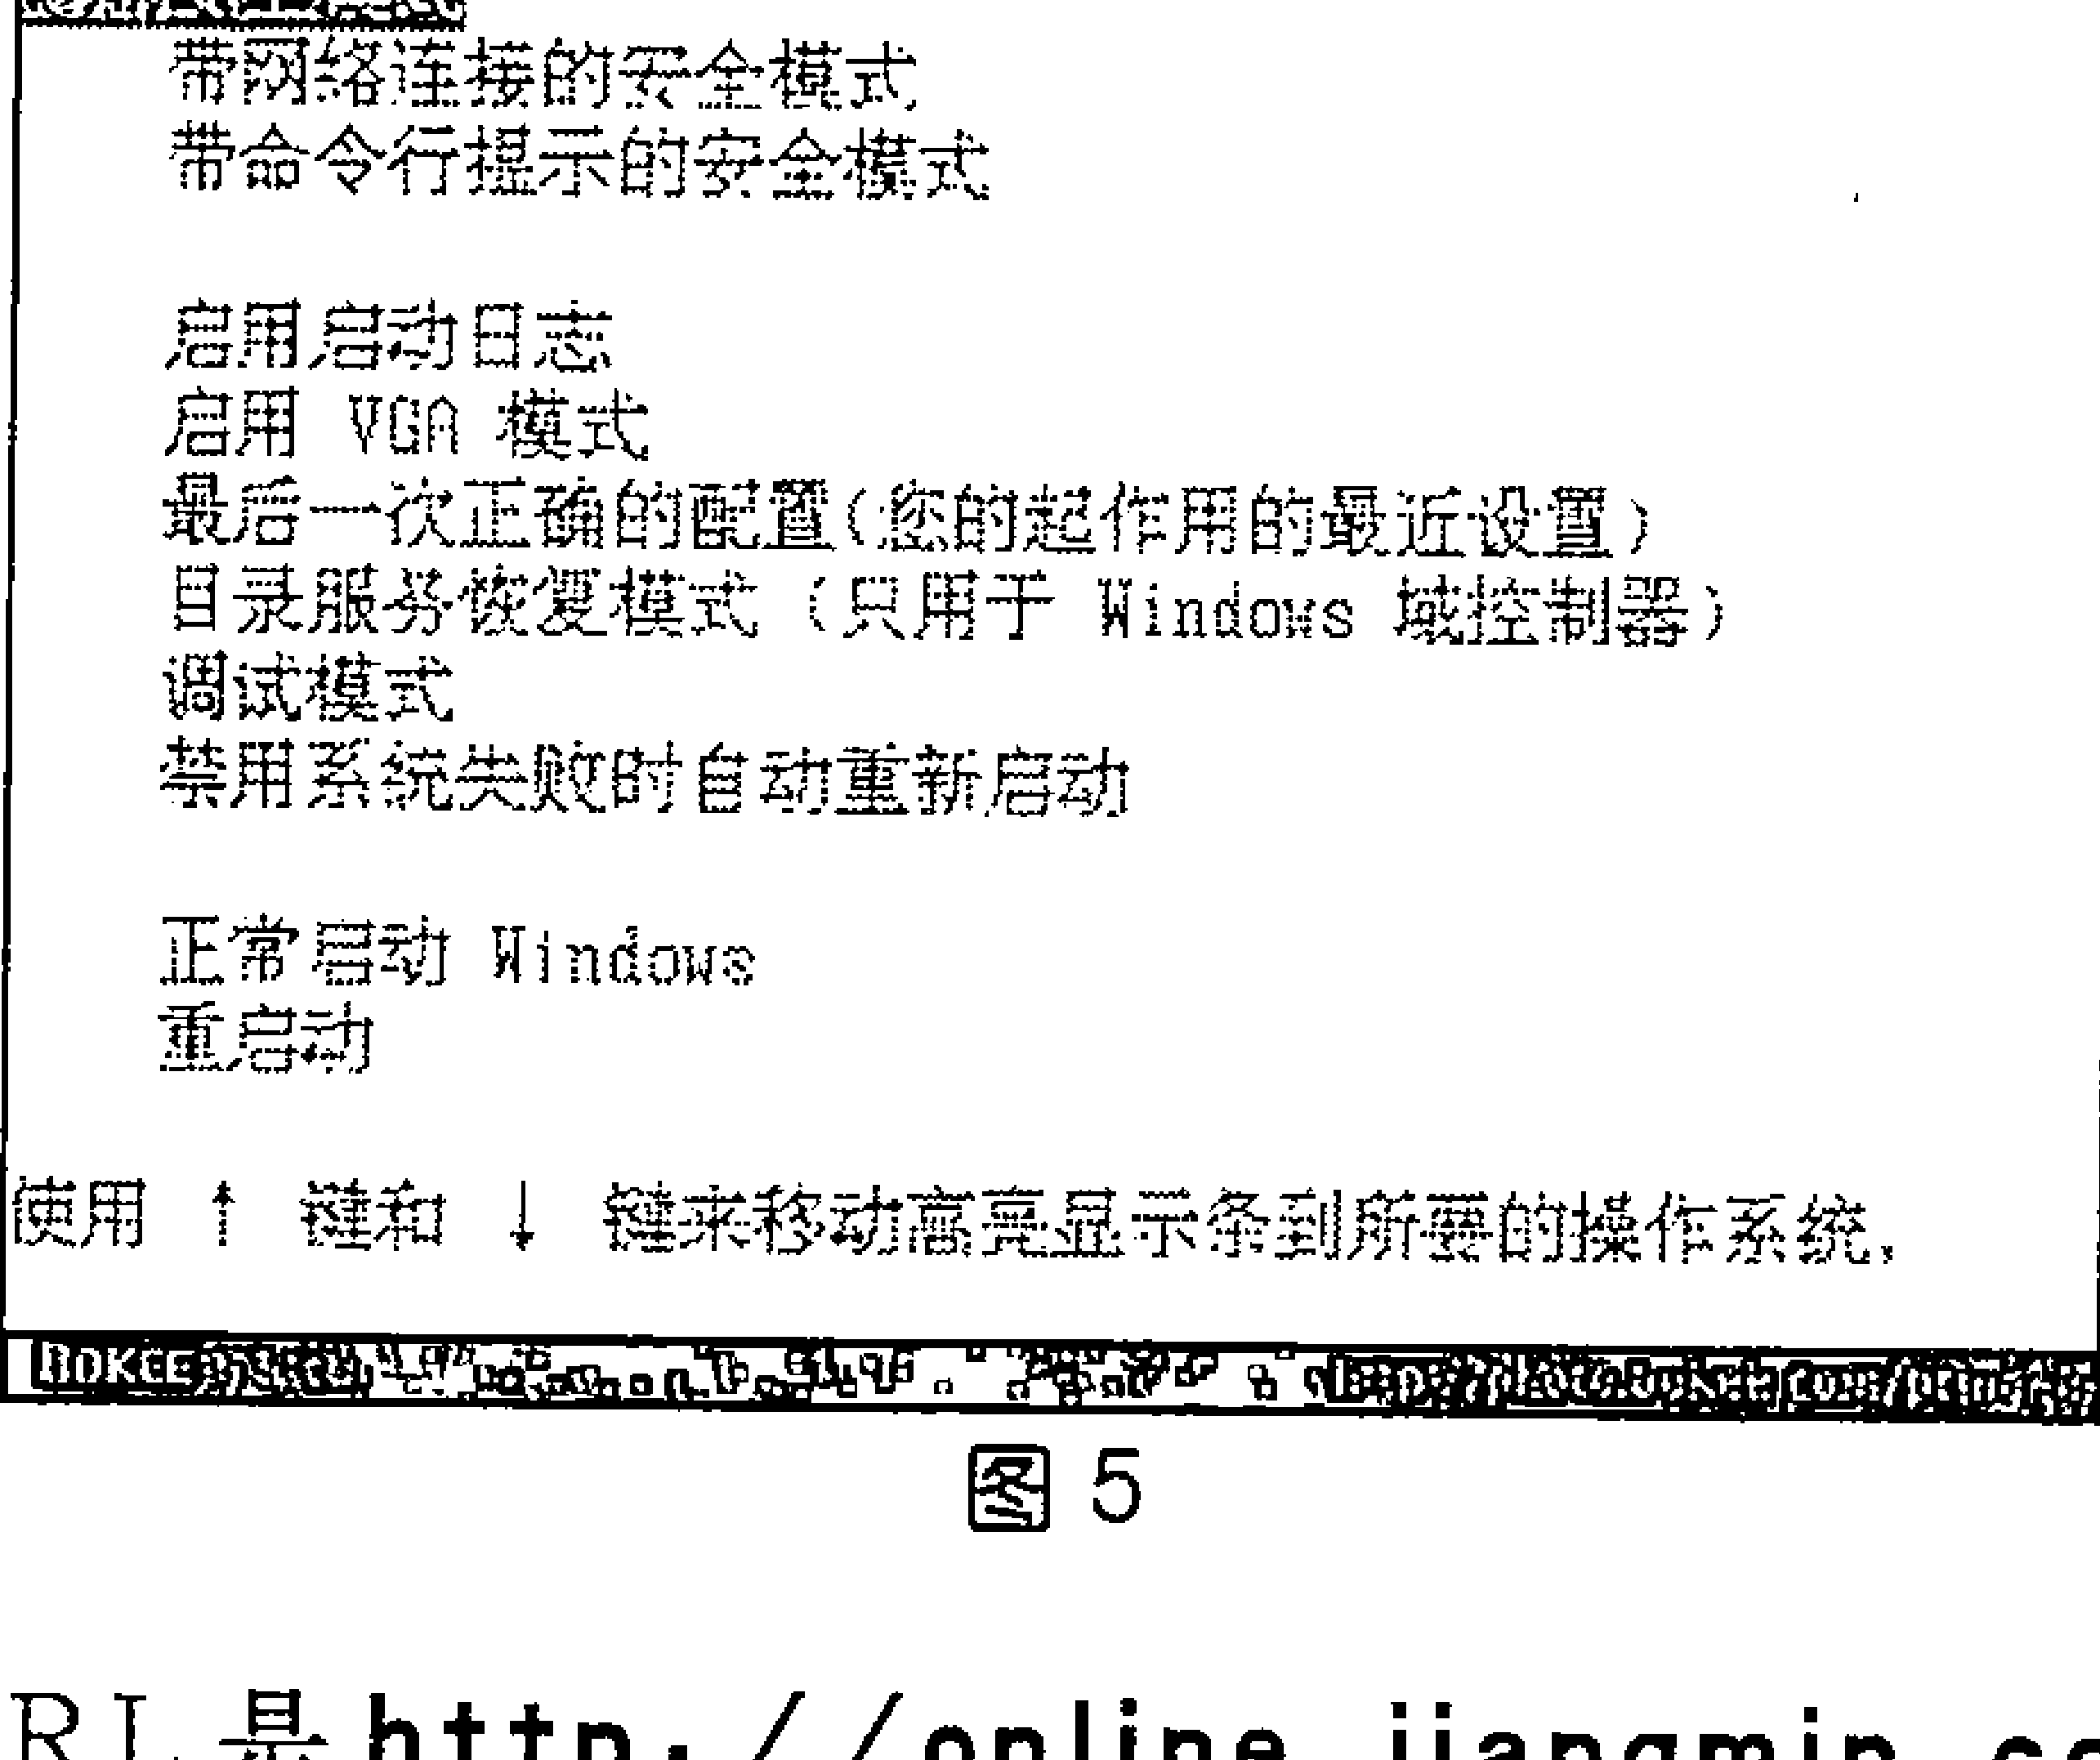 带网络连接的安全模式
带命令行提示的安全模式
启用启动日志
启用 VGA 模式
最后一次正确的配置(您的起作用的最近设置)
目录服务恢复模式 (只用于 Windows 域控制器)
调试模式
禁用系统失败时自动重新启动
正常启动 Windows
重启动
使用 ↑ 键和 ↓ 键来移动高亮显示条到所要的操作系统,
图 5
RL 是 http://online.jiangmin.co